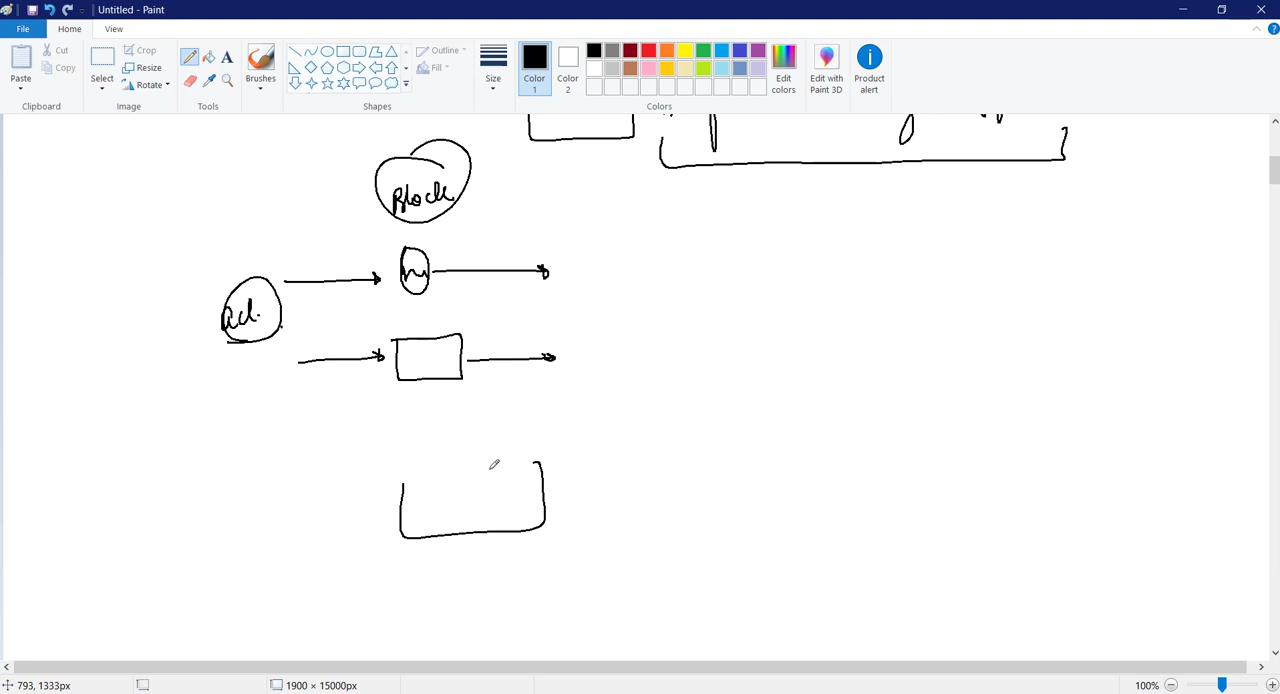 Untitled - Paint
File Home View
Paste
Cut
Copy
Clipboard
Select
Crop
Resize
Rotate
Image
Tools
Brushes
Shapes
Outline
Fill
Size
Color
1
Color
2
Colors
Edit
colors
Edit with
Paint 3D
Product
alert
Block
ad.
793, 1333px
1900 × 15000px
100%